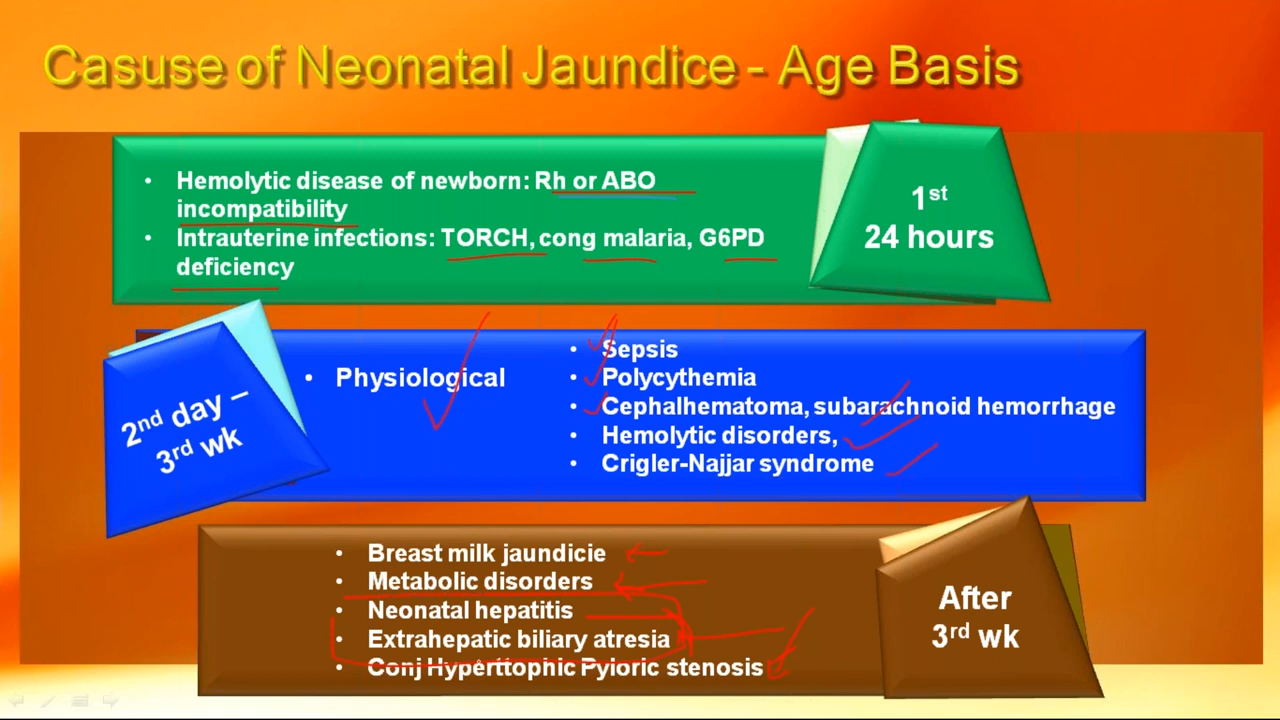 Casuse of Neonatal Jaundice - Age Basis
• Hemolytic disease of newborn: Rh or ABO
incompatibility
• Intrauterine infections: TORCH, cong malaria, G6PD
deficiency
1st
24 hours
2nd day –
3rd wk
• Physiological
• Sepsis
• Polycythemia
• Cephalhematoma, subarachnoid hemorrhage
• Hemolytic disorders,
• Crigler-Najjar syndrome
• Breast milk jaundicie
• Metabolic disorders
• Neonatal hepatitis
• Extrahepatic biliary atresia
• Conj Hyperttophic Pyloric stenosis
After
3rd wk